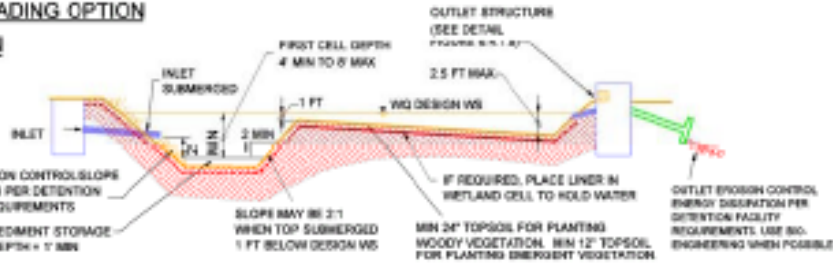 ADING OPTION
N
OUTLET STRUCTURE
(SEE DETAIL
FIRST CELL DEPTH
4' MIN TO 8' MAX
INLET
SUBMERGED
2.5 FT MAX
1 FT
WQ DESIGN WS
INLET
MIN
2 MIN
1
ON CONTROL/SLOPE
PER DETENTION
QUIREMENTS
EDIMENT STORAGE
EPTH = 1' MIN
SLOPE MAY BE 2:1
WHEN TOP SUBMERGED
1 FT BELOW DESIGN WS
IF REQUIRED, PLACE LINER IN
WETLAND CELL TO HOLD WATER
MIN 24" TOPSOIL FOR PLANTING
WOODY VEGETATION. MIN 12" TOPSOIL
FOR PLANTING EMERGENT VEGETATION
OUTLET EROSION CONTROL
ENERGY DISSIPATION PER
DETENTION FACILITY
REQUIREMENTS. USE BIO-
ENGINEERING WHEN POSSIBLE